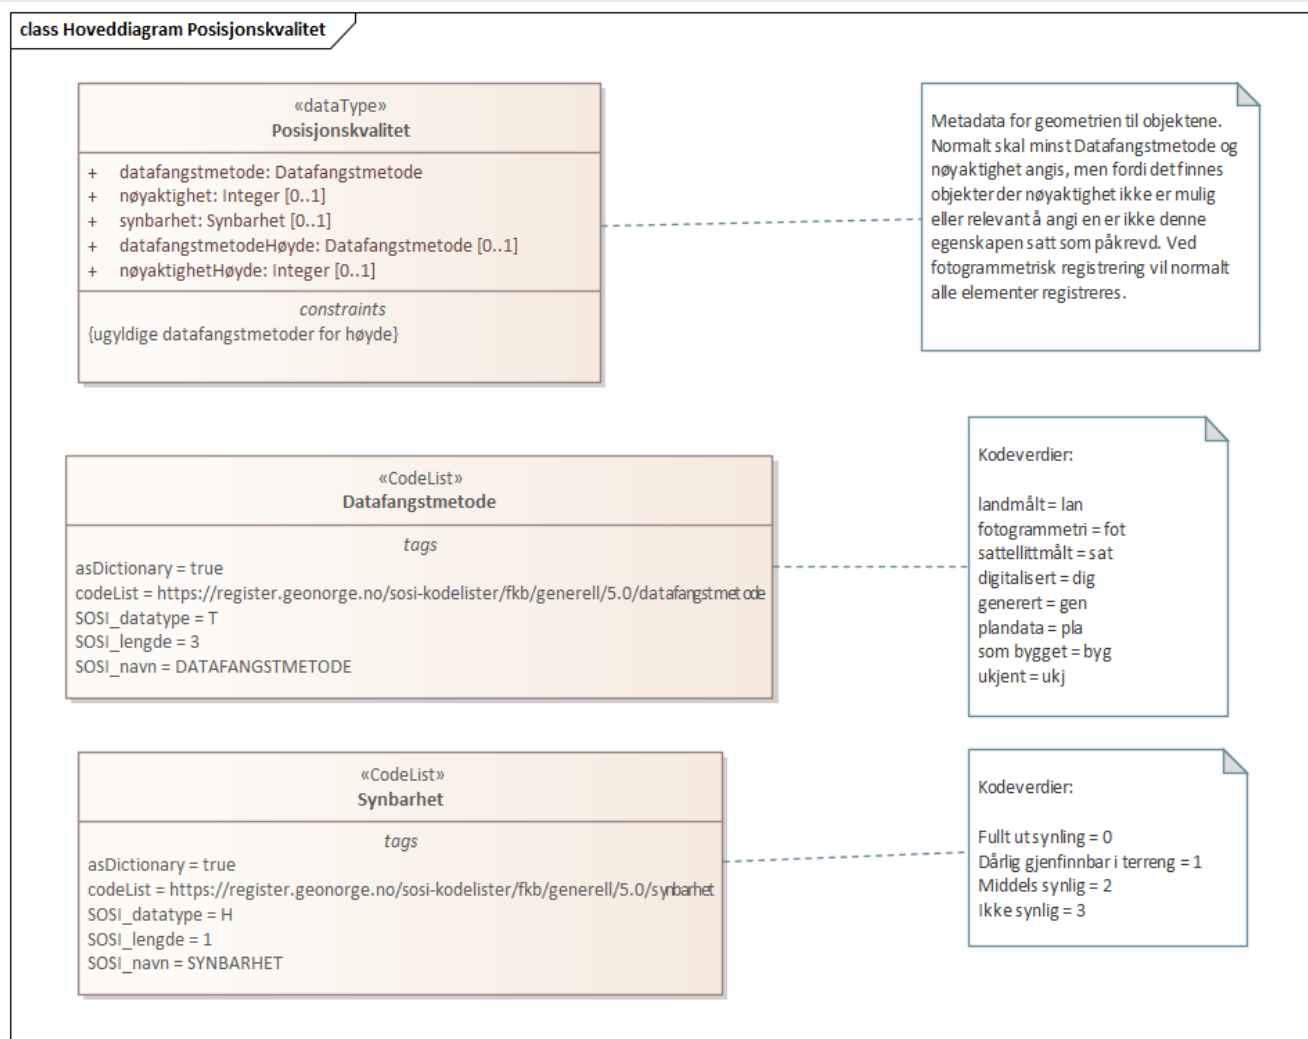 class Hoveddiagram Posisjonskvalitet
«dataType»
Posisjonskvalitet
+ datafangstmetode: Datafangstmetode
+ nøyaktighet: Integer [0..1]
+ synbarhet: Synbarhet [0..1]
+ datafangstmetodeHøyde: Datafangstmetode [0..1]
+ nøyaktighetHøyde: Integer [0..1]
constraints
{ugyldige datafangstmetoder for høyde}
Metadata for geometrien til objektene.
Normalt skal minst Datafangstmetode og
nøyaktighet angis, men fordi det finnes
objekter der nøyaktighet ikke er mulig
eller relevant å angi en er ikke denne
egenskapen satt som påkrevd. Ved
fotogrammetrisk registrering vil normalt
alle elementer registreres.
«CodeList»
Datafangstmetode
tags
asDictionary = true
codeList = https://register.geonorge.no/sosi-kodelister/fkb/generell/5.0/datafangstmetode
SOSI_datatype = T
SOSI_lengde = 3
SOSI_navn = DATAFANGSTMETODE
Kodeverdier:
landmålt = lan
fotogrammetri = fot
sattellittmålt = sat
digitalisert = dig
generert = gen
plandata = pla
som bygget = byg
ukjent = ukj
«CodeList»
Synbarhet
tags
asDictionary = true
codeList = https://register.geonorge.no/sosi-kodelister/fkb/generell/5.0/synbarhet
SOSI_datatype = H
SOSI_lengde = 1
SOSI_navn = SYNBARHET
Kodeverdier:
Fullt ut synling = 0
Dårlig gjenfinnbar i terreng = 1
Middels synlig = 2
Ikke synlig = 3